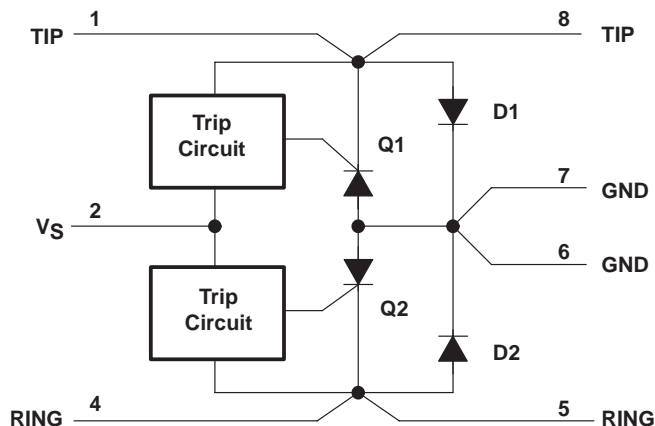 1
8
TIP
TIP
Trip
Circuit
D1
Q1
7
GND
2
VS
6
GND
Trip
Circuit
Q2
D2
4
5
RING
RING